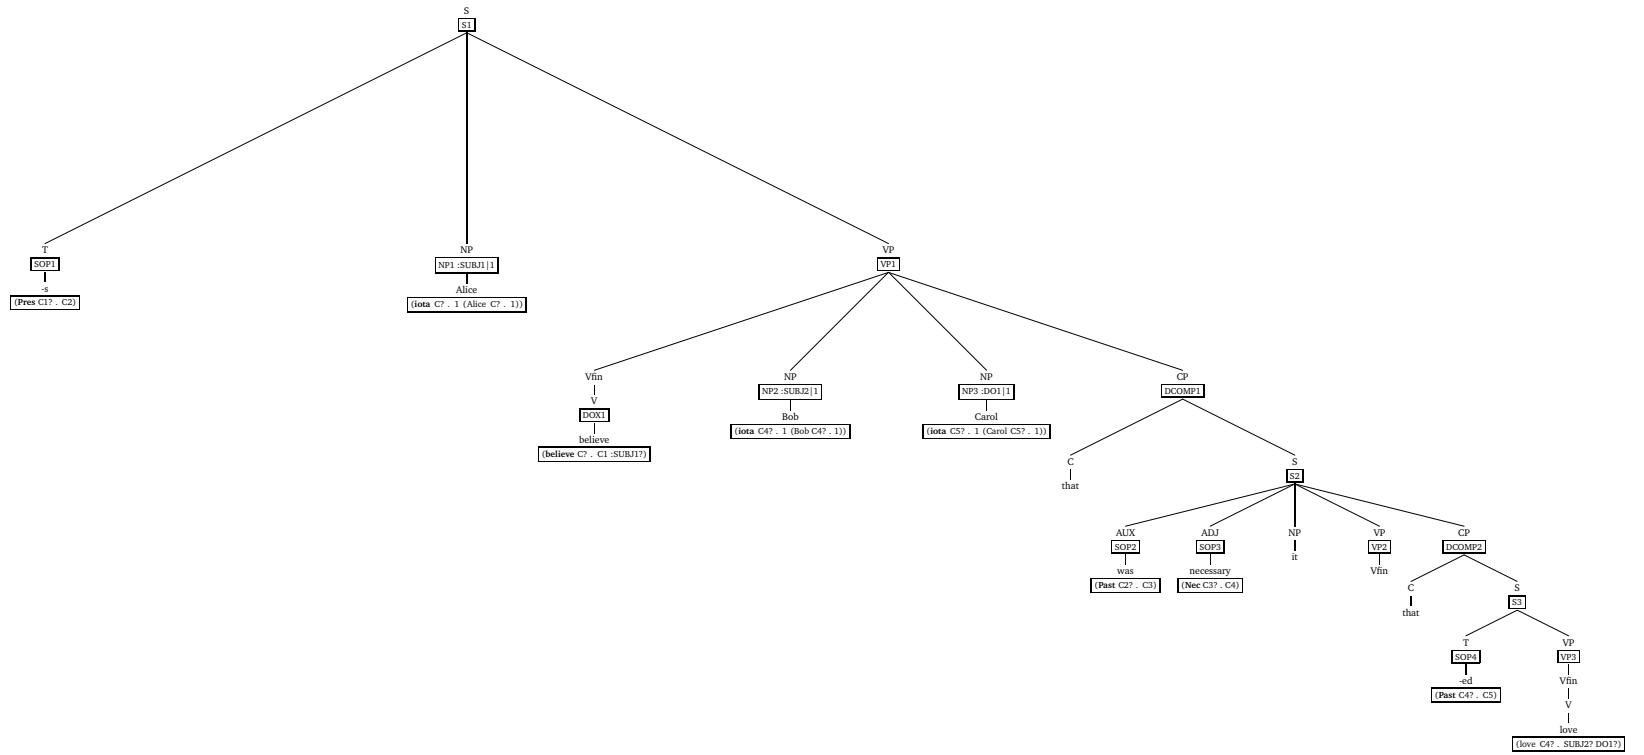 S
S1
T
SOP1
-s
(Pres C1? . C2)
NP
NP1 :SUBJ1|1
Alice
(iota C? . 1 (Alice C? . 1))
VP
VP1
Vfin
V
DOX1
believe
(believe C? . C1 :SUBJ1?)
NP
NP2 :SUBJ2|1
Bob
(iota C4? . 1 (Bob C4? . 1))
NP
NP3 :DO1|1
Carol
(iota C5? . 1 (Carol C5? . 1))
CP
DCOMP1
C
that
S
S2
AUX
SOP2
was
(Past C2? . C3)
ADJ
SOP3
necessary
(Nec C3? . C4)
NP
it
VP
VP2
Vfin
CP
DCOMP2
C
that
S
S3
T
SOP4
-ed
(Past C4? . C5)
VP
VP3
Vfin
V
love
(love C4? . SUBJ2? DO1?)